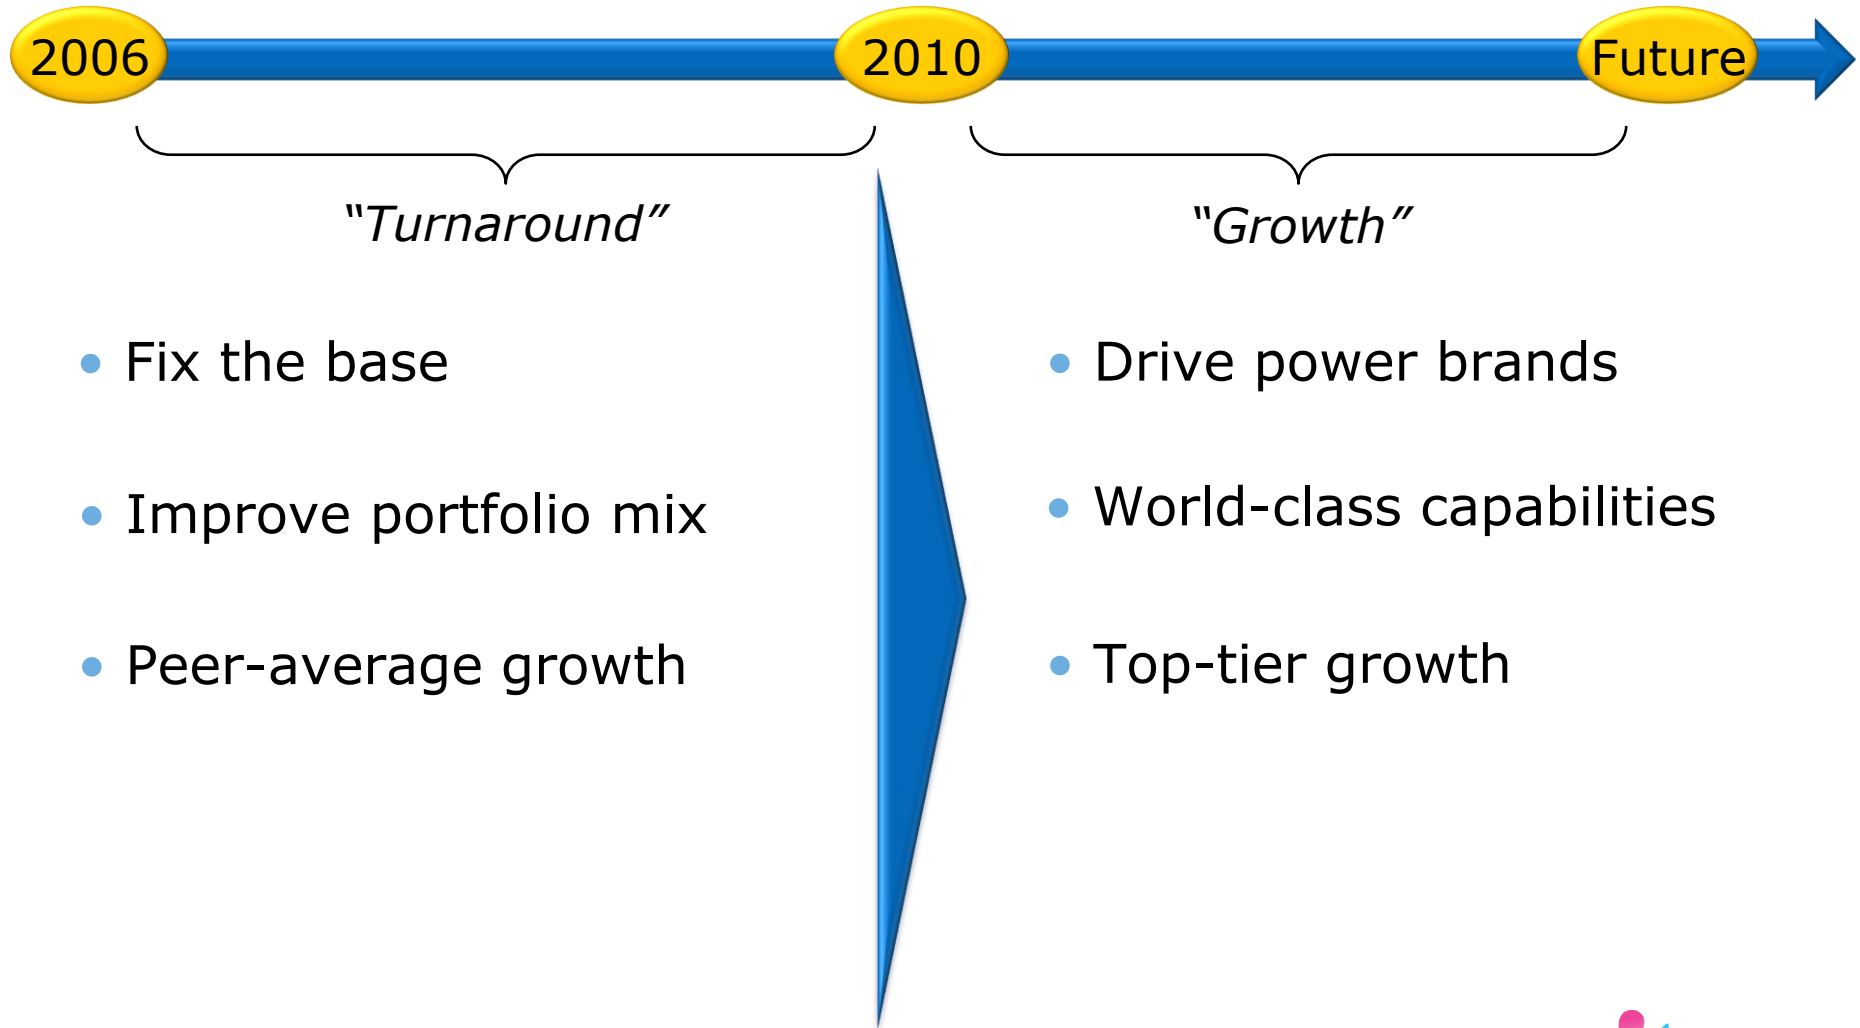 2006
2010
Future
“Turnaround”
“Growth”
• Fix the base
• Improve portfolio mix
• Peer-average growth
• Drive power brands
• World-class capabilities
• Top-tier growth